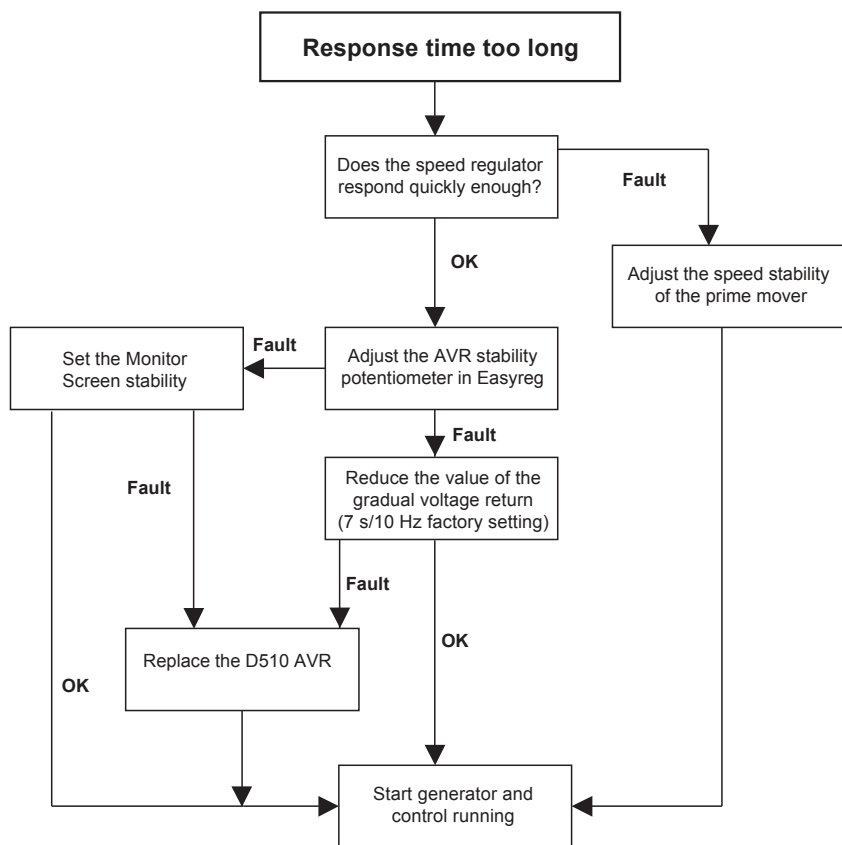 Response time too long
Does the speed regulator
respond quickly enough?
Fault
OK
Adjust the speed stability
of the prime mover
Set the Monitor
Screen stability
Fault
Adjust the AVR stability
potentiometer in Easyreg
Fault
Reduce the value of the
gradual voltage return
(7 s/10 Hz factory setting)
Fault
Fault
Replace the D510 AVR
OK
OK
Start generator and
control running